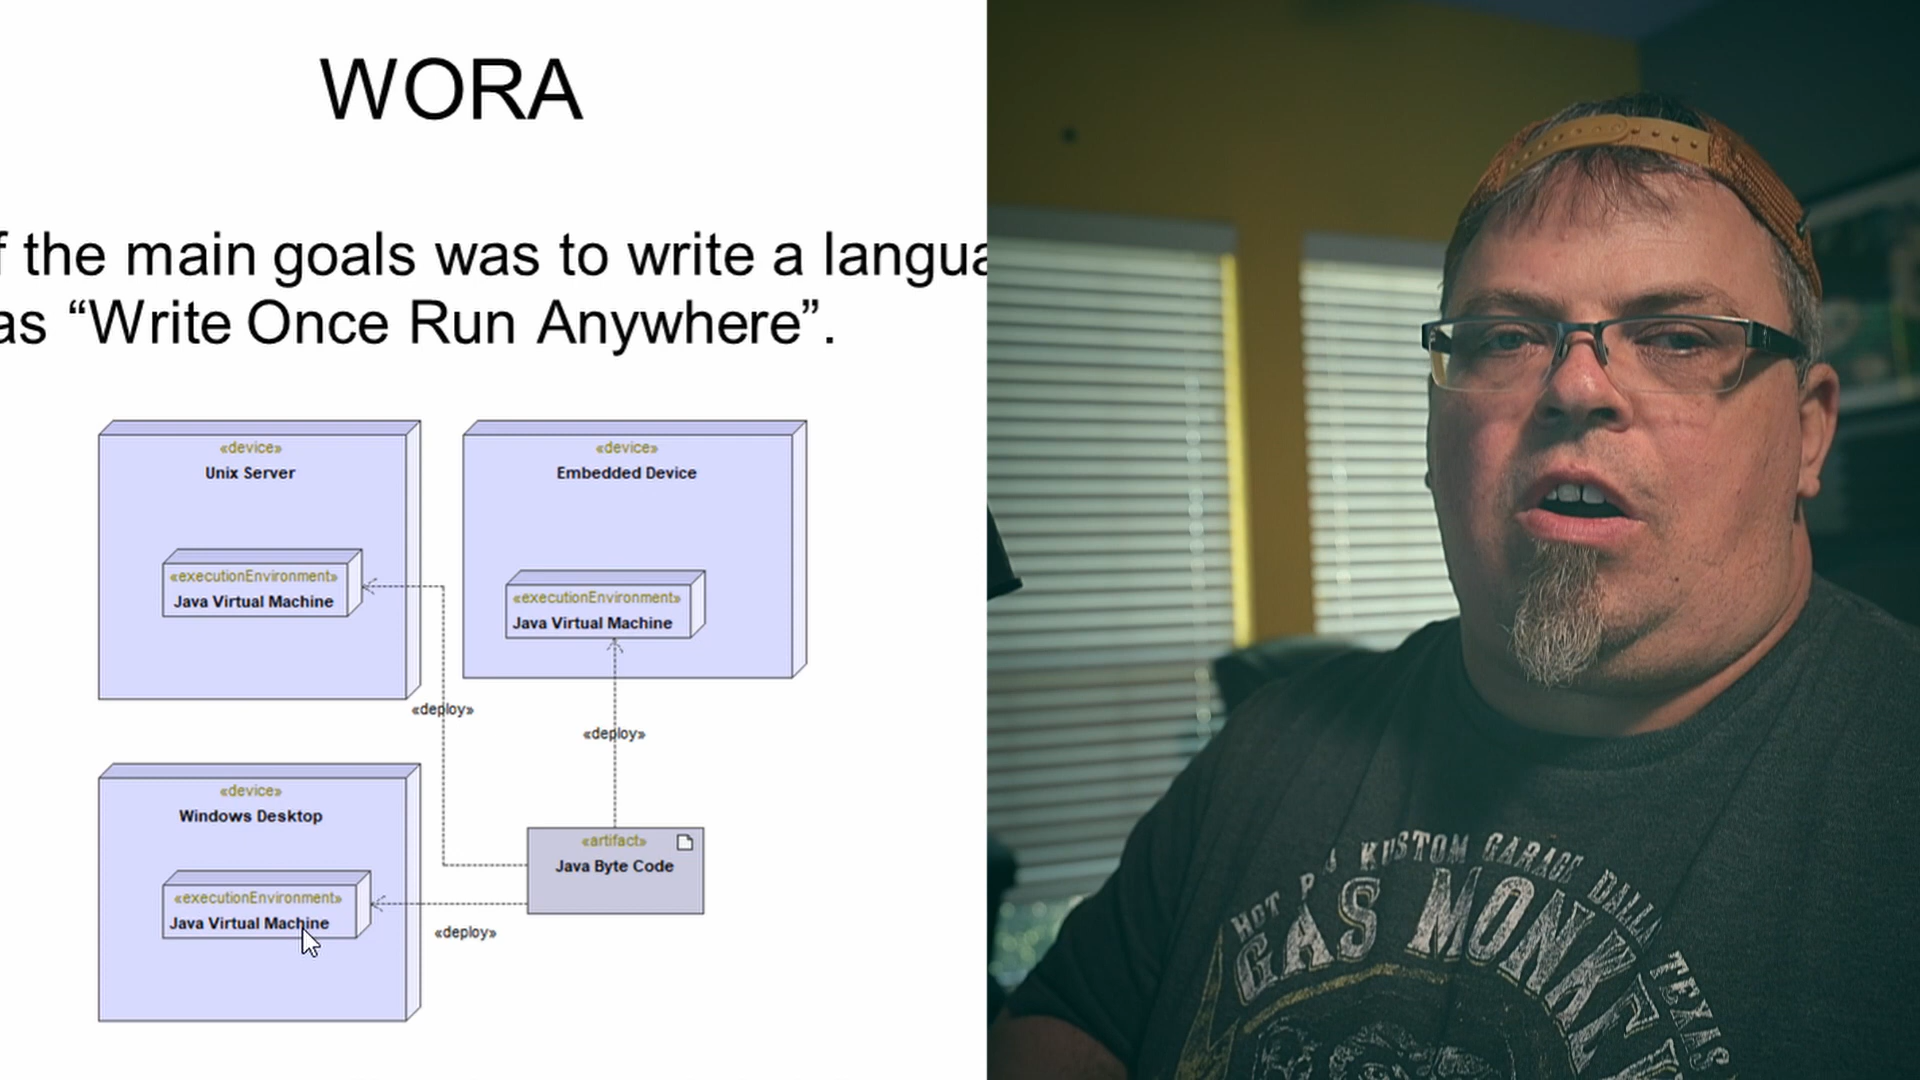 WORA
f the main goals was to write a langua
as “Write Once Run Anywhere”.
«device»
Unix Server
«executionEnvironment»
Java Virtual Machine
«device»
Embedded Device
«executionEnvironment»
Java Virtual Machine
«deploy»
«deploy»
«device»
Windows Desktop
«executionEnvironment»
Java Virtual Machine
«artifact»
Java Byte Code
«deploy»
KUSTOM GARAGE DALLA TEXAS
GAS MONKE